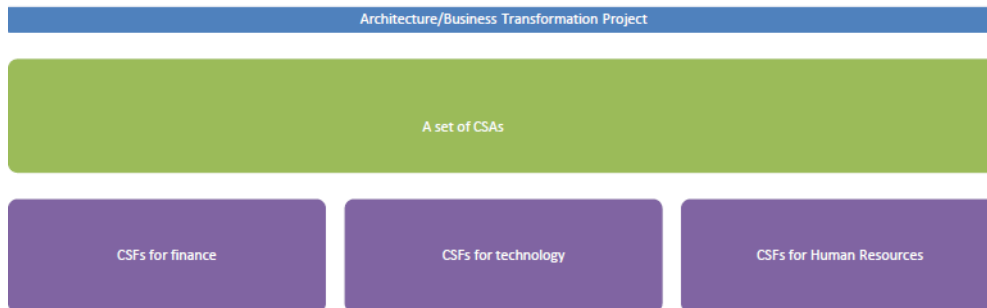 Architecture/Business Transformation Project
A set of CSAs
CSFs for finance
CSFs for technology
CSFs for Human Resources